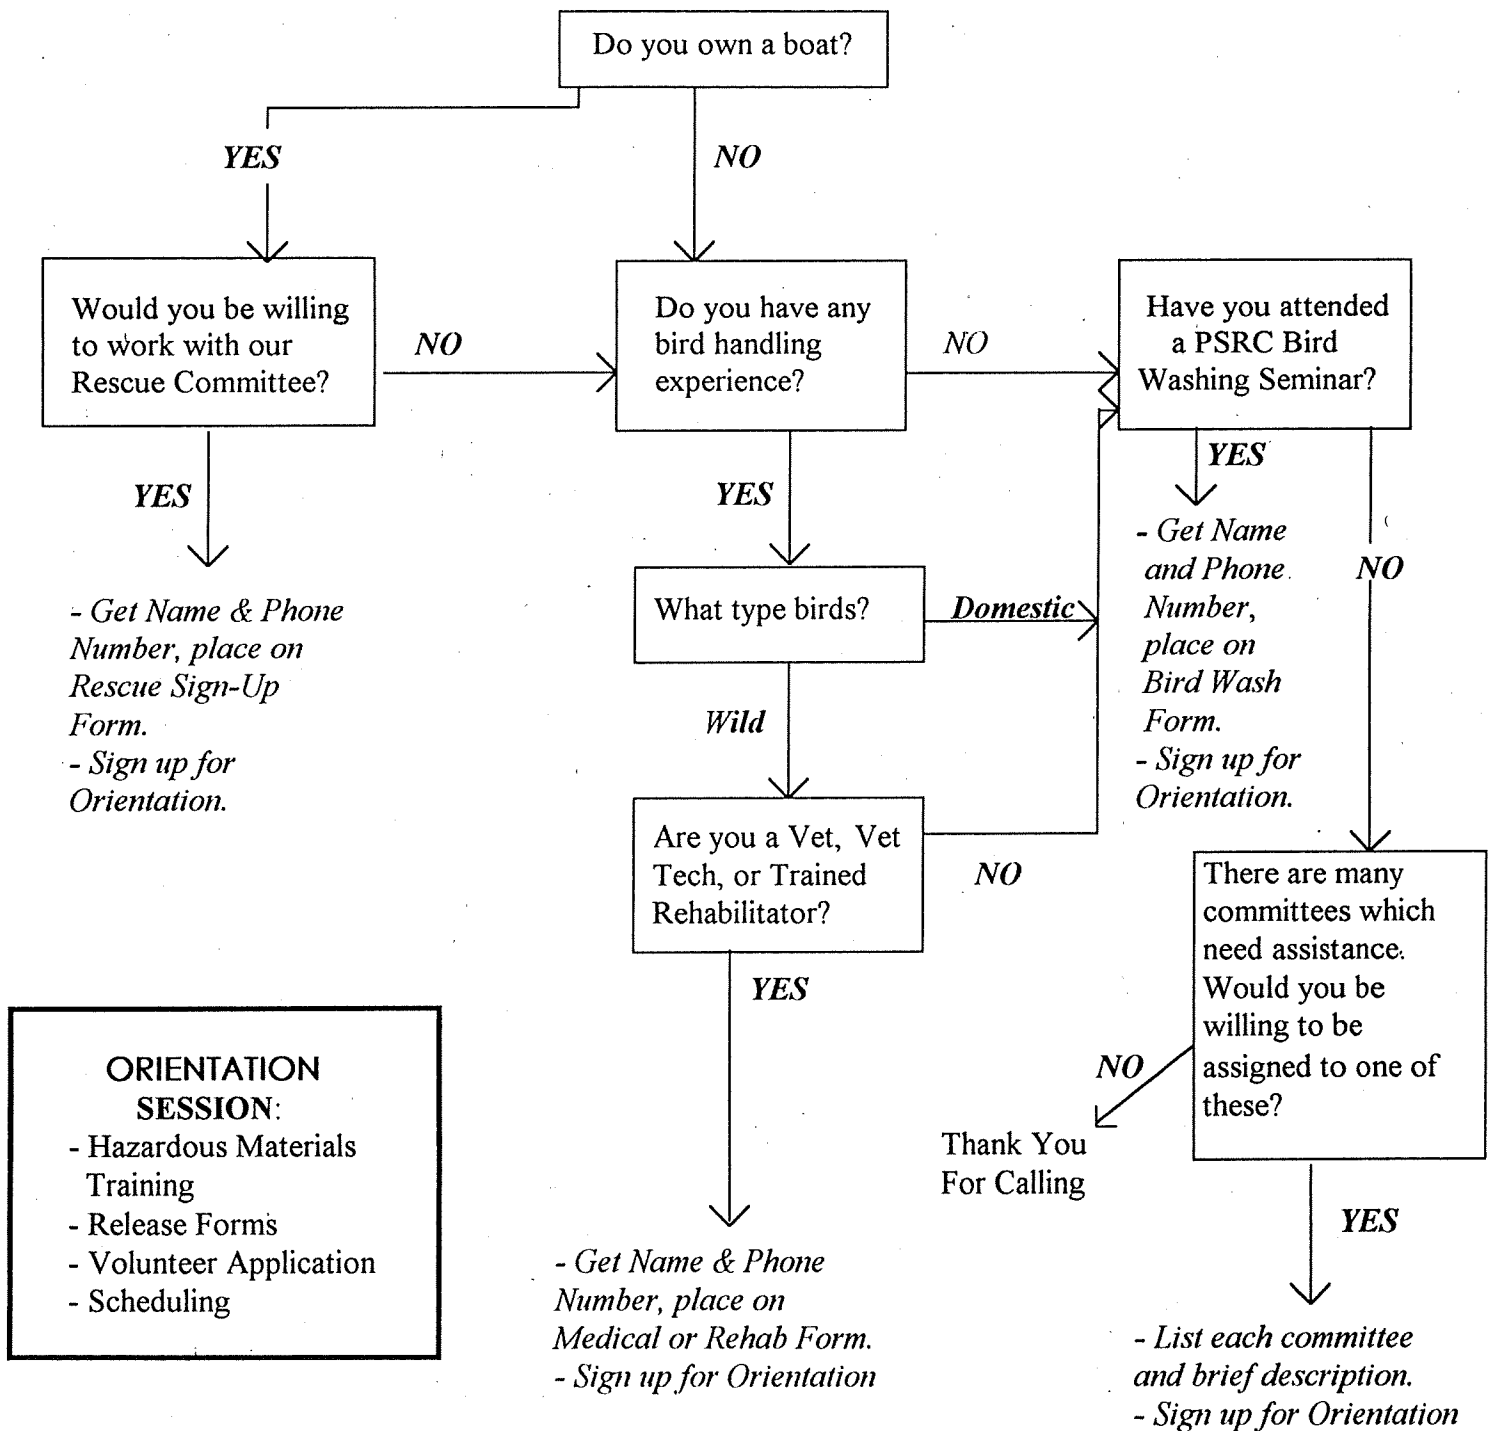 Do you own a boat?
YES
NO
Would you be willing
to work with our
Rescue Committee?
NO
Do you have any
bird handling
experience?
NO
Have you attended
a PSRC Bird
Washing Seminar?
YES
- Get Name & Phone
Number, place on
Rescue Sign-Up
Form.
- Sign up for
Orientation.
YES
What type birds?
Domestic
Wild
Are you a Vet, Vet
Tech, or Trained
Rehabilitator?
NO
YES
- Get Name & Phone
Number, place on
Medical or Rehab Form.
- Sign up for Orientation
YES
- Get Name
and Phone
Number,
place on
Bird Wash
Form.
- Sign up for
Orientation.
NO
There are many
committees which
need assistance.
Would you be
willing to be
assigned to one of
these?
NO
Thank You
For Calling
YES
- List each committee
and brief description.
- Sign up for Orientation
ORIENTATION
SESSION:
- Hazardous Materials
Training
- Release Forms
- Volunteer Application
- Scheduling